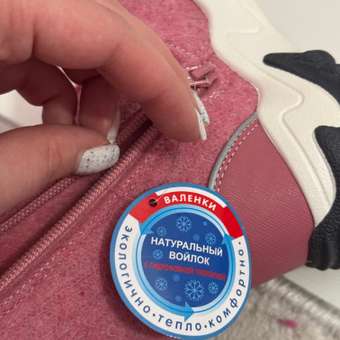 ВАЛЕНКИ
НАТУРАЛЬНЫЙ
ВОЙЛОК
ЭКОЛОГИЧНО•ТЕПЛО•КОМФОРТНО